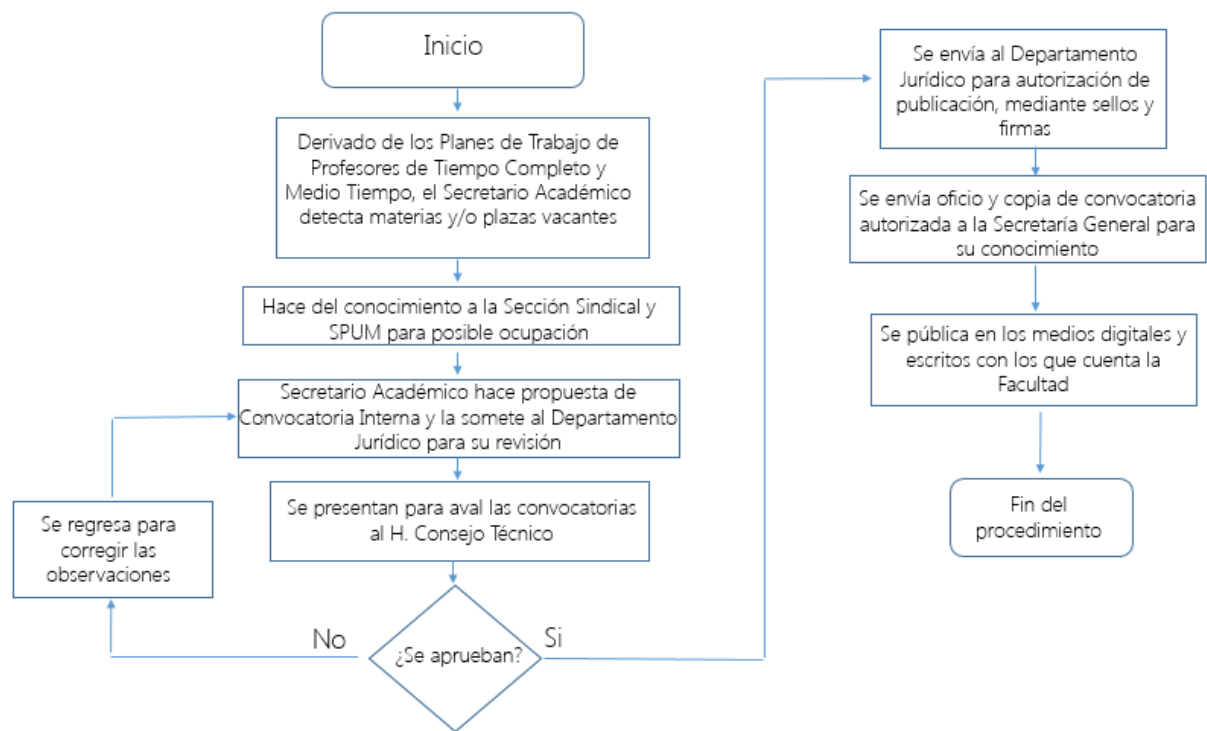 Inicio
Derivado de los Planes de Trabajo de
Profesores de Tiempo Completo y
Medio Tiempo, el Secretario Académico
detecta materias y/o plazas vacantes
Hace del conocimiento a la Sección Sindical y
SPUM para posible ocupación
Secretario Académico hace propuesta de
Convocatoria Interna y la somete al Departamento
Jurídico para su revisión
Se presentan para aval las convocatorias
al H. Consejo Técnico
¿Se aprueban?
No
Si
Se regresa para
corregir las
observaciones
Se envía al Departamento
Jurídico para autorización de
publicación, mediante sellos y
firmas
Se envía oficio y copia de convocatoria
autorizada a la Secretaría General para
su conocimiento
Se pública en los medios digitales y
escritos con los que cuenta la
Facultad
Fin del
procedimiento